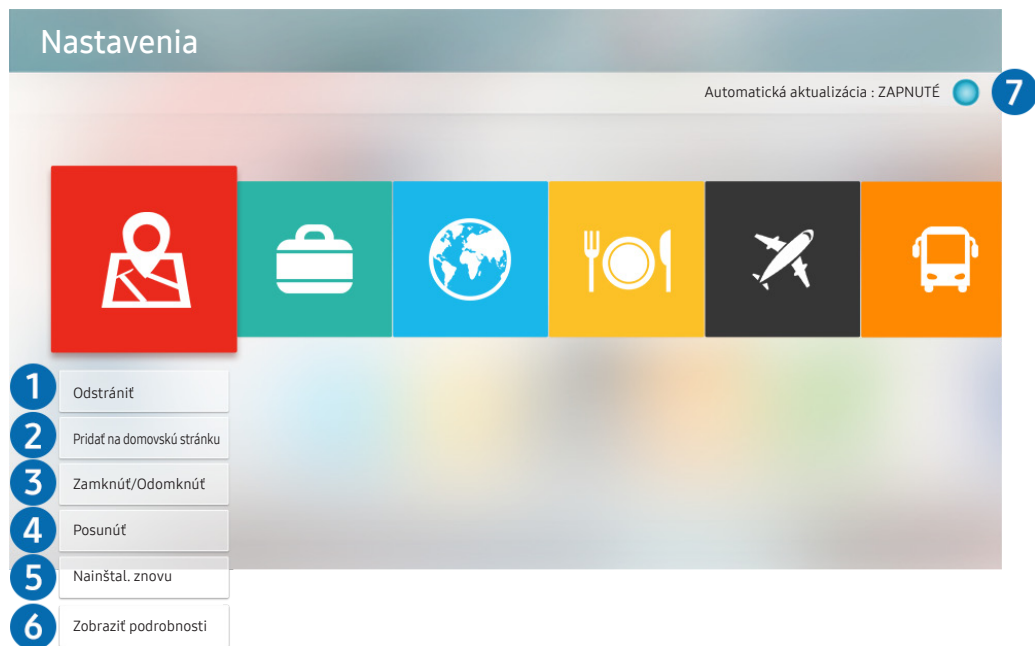 Nastavenia
Automatická aktualizácia : ZAPNUTÉ 7
1 Odstrániť
2 Pridať na domovskú stránku
3 Zamknúť/Odomknúť
4 Posunúť
5 Nainštal. znovu
6 Zobraziť podrobnosti